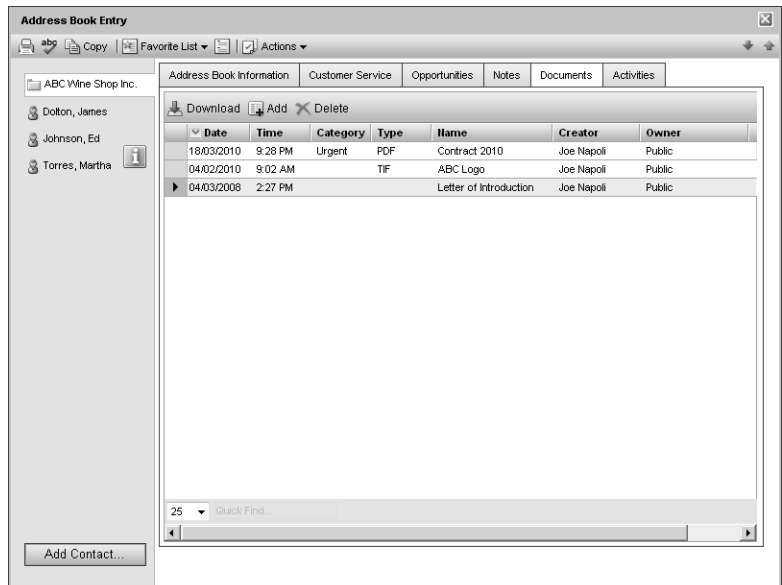 Address Book Entry
abc Copy Favorite List Actions
ABC Wine Shop Inc.
Dolton, James
Johnson, Ed
Torres, Martha
Add Contact...
Address Book Information Customer Service Opportunities Notes Documents Activities
Download Add Delete
Date Time Category Type Name Creator Owner
18/03/2010 9:28 PM Urgent PDF Contract 2010 Joe Napoli Public
04/02/2010 9:02 AM TIF ABC Logo Joe Napoli Public
04/03/2008 2:27 PM Letter of Introduction Joe Napoli Public
25 Quick Find...